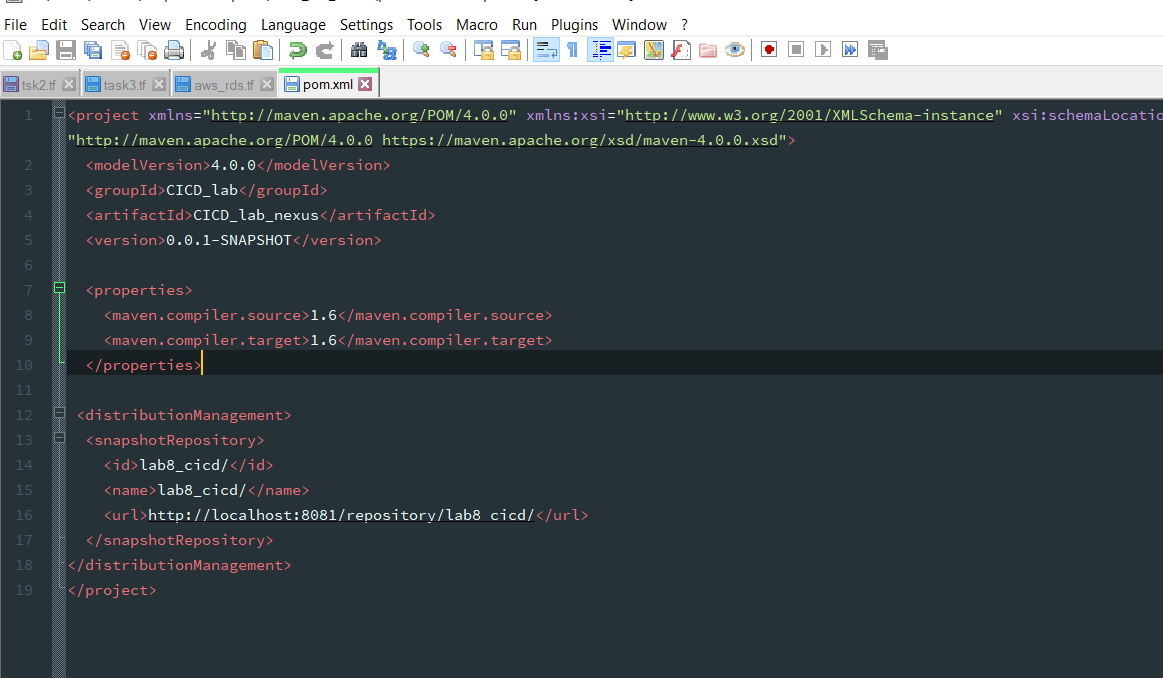 File Edit Search View Encoding Language Settings Tools Macro Run Plugins Window ?
tsk2.tf task3.tf aws_rds.tf pom.xml
1 <project xmlns="http://maven.apache.org/POM/4.0.0" xmlns:xsi="http://www.w3.org/2001/XMLSchema-instance" xsi:schemaLocatio
"http://maven.apache.org/POM/4.0.0 https://maven.apache.org/xsd/maven-4.0.0.xsd">
2 <modelVersion>4.0.0</modelVersion>
3 <groupId>CICD_lab</groupId>
4 <artifactId>CICD_lab_nexus</artifactId>
5 <version>0.0.1-SNAPSHOT</version>
6
7 <properties>
8 <maven.compiler.source>1.6</maven.compiler.source>
9 <maven.compiler.target>1.6</maven.compiler.target>
10 </properties>
11
12 <distributionManagement>
13 <snapshotRepository>
14 <id>lab8_cicd/</id>
15 <name>lab8_cicd/</name>
16 <url>http://localhost:8081/repository/lab8_cicd/</url>
17 </snapshotRepository>
18 </distributionManagement>
19 </project>